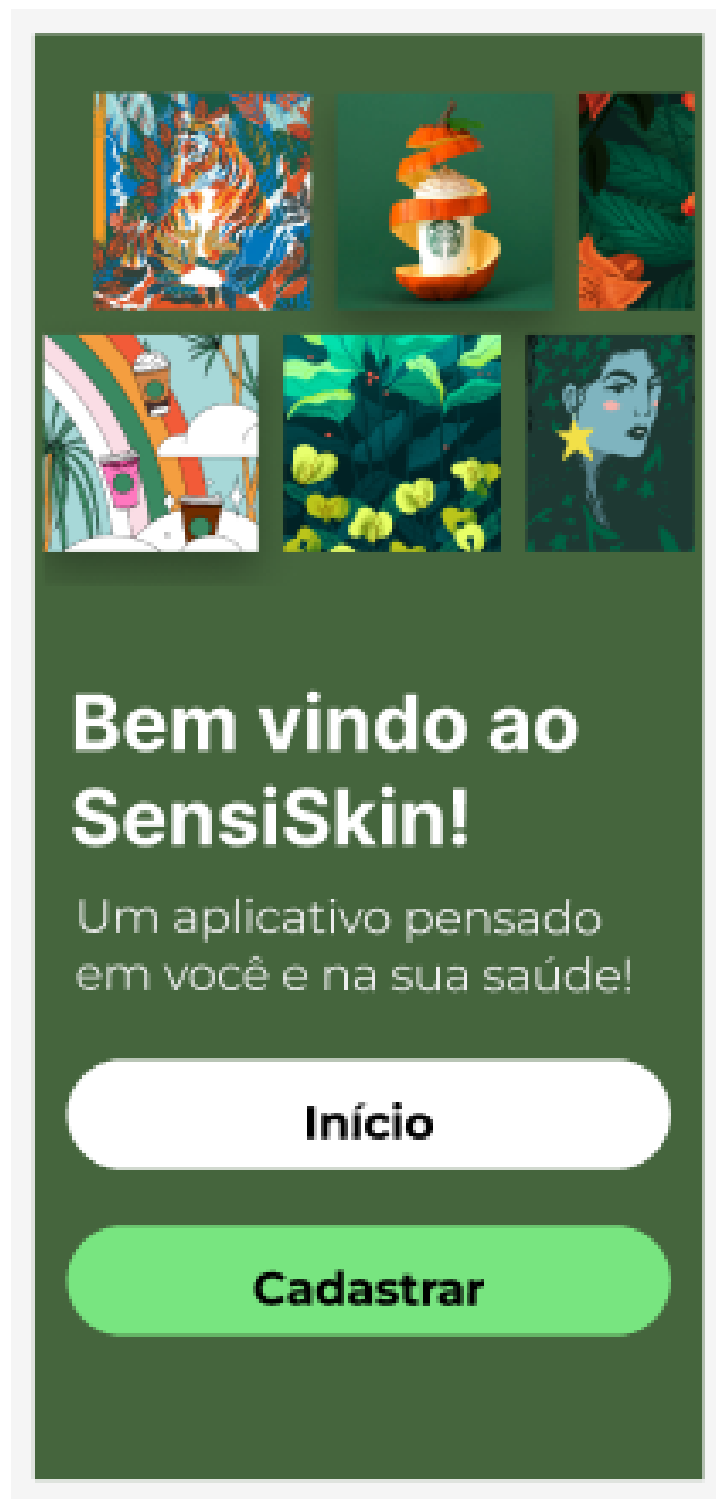 Bem vindo ao
SensiSkin!
Um aplicativo pensado
em você e na sua saúde!
Início
Cadastrar